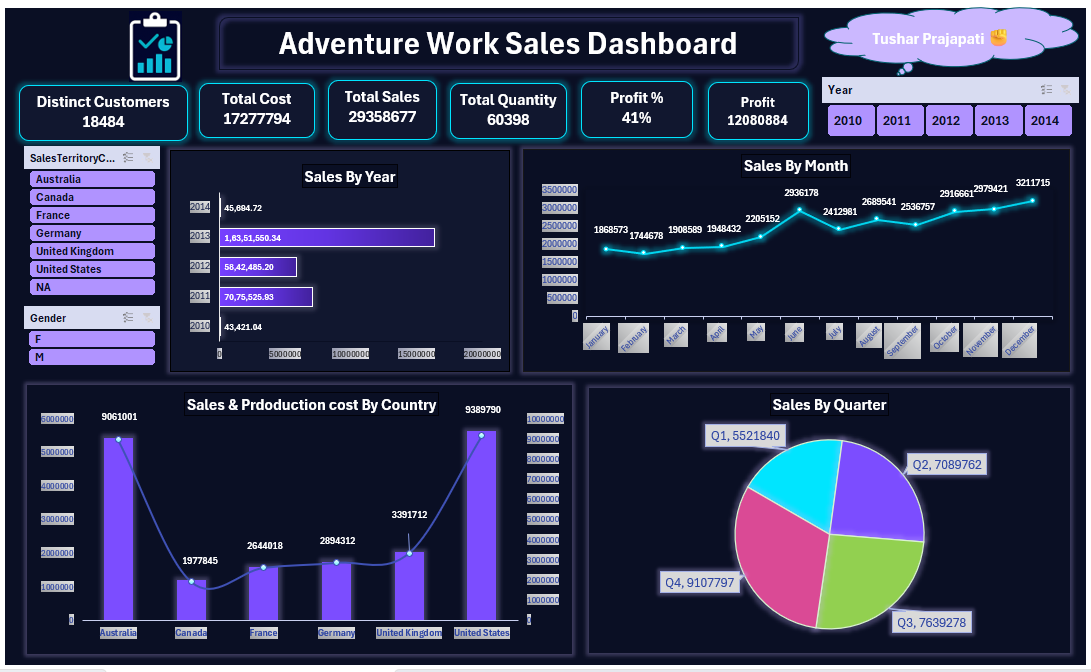 Adventure Work Sales Dashboard
Tushar Prajapati ✊
Distinct Customers
18484
Total Cost
17277794
Total Sales
29358677
Total Quantity
60398
Profit %
41%
Profit
12080884
Year
2010 2011 2012 2013 2014
SalesTerritoryC...
Australia
Canada
France
Germany
United Kingdom
United States
NA
Gender
F
M
Sales By Year
2014 45,694.72
2013 1,63,51,550.34
2012 58,42,485.20
2011 70,75,525.93
2010 43,421.04
0 5000000 10000000 15000000 20000000
Sales By Month
3500000
3000000
2500000
2000000
1500000
1000000
500000
0
1868573 1744678 1908589 1948432 2205152 2936178 2412981 2689541 2536757 2916661 2979421 3211715
January February March April May June July August September October November December
Sales & Prdoduction cost By Country
6000000
5000000
4000000
3000000
2000000
1000000
0
9061001 1977845 2644018 2894312 3391712 9389790
10000000
9000000
8000000
7000000
6000000
5000000
4000000
3000000
2000000
1000000
0
Australia Canada France Germany United Kingdom United States
Sales By Quarter
Q1, 5521840
Q2, 7089762
Q4, 9107797
Q3, 7639278